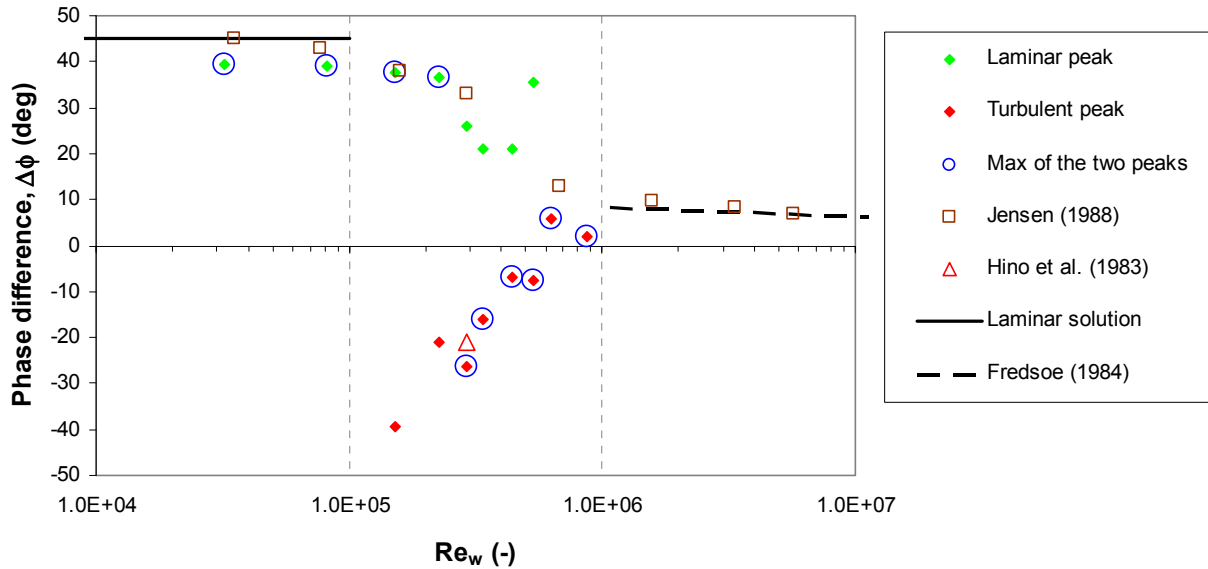 50
40
30
20
10
0
-10
-20
-30
-40
-50
Phase difference, Δϕ (deg)
1.0E+04 1.0E+05 1.0E+06 1.0E+07
Re_w (-)
Laminar peak
Turbulent peak
Max of the two peaks
Jensen (1988)
Hino et al. (1983)
Laminar solution
Fredsoe (1984)